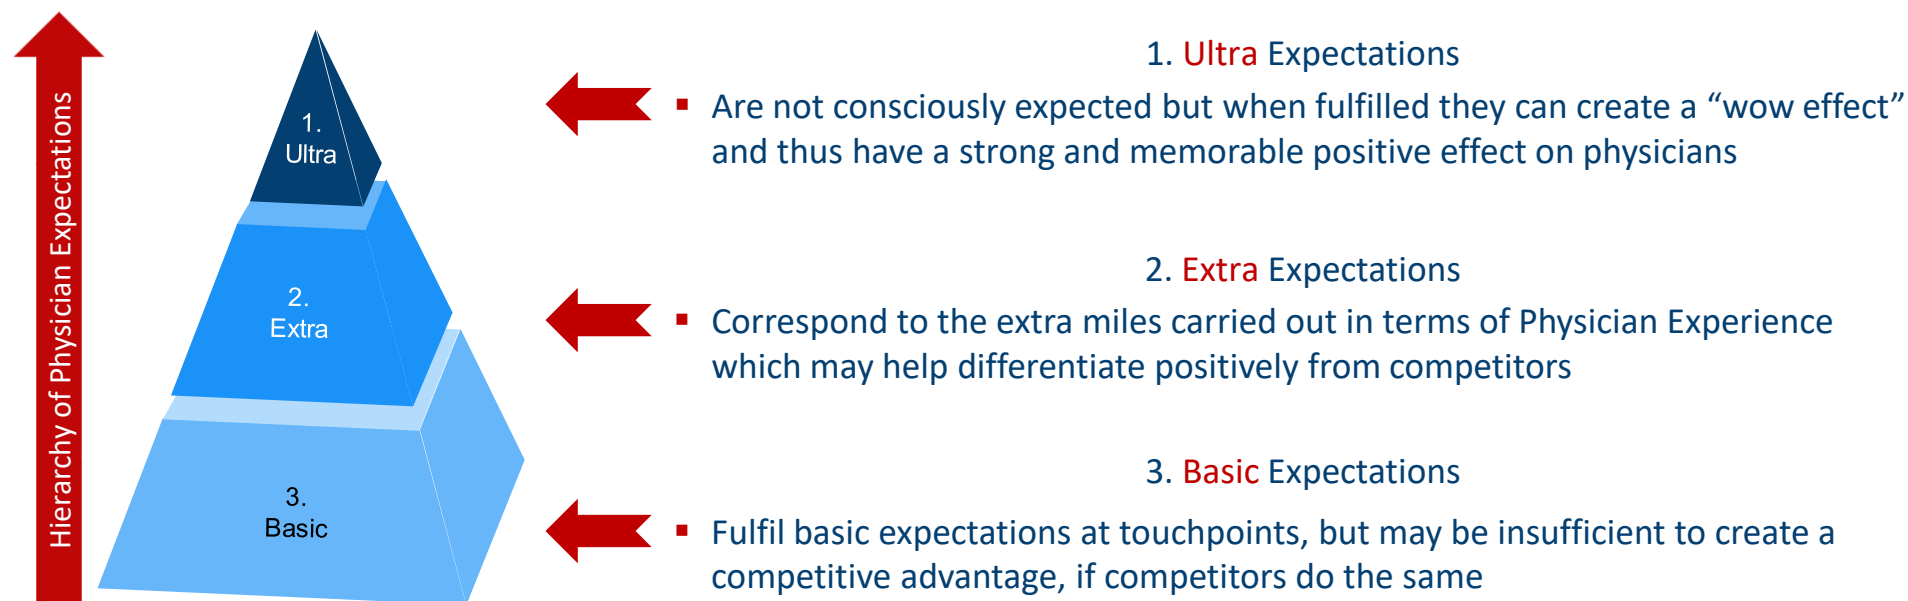 Hierarchy of Physician Expectations
1.
Ultra
2.
Extra
3.
Basic
1. Ultra Expectations
▪ Are not consciously expected but when fulfilled they can create a “wow effect”
and thus have a strong and memorable positive effect on physicians
2. Extra Expectations
▪ Correspond to the extra miles carried out in terms of Physician Experience
which may help differentiate positively from competitors
3. Basic Expectations
▪ Fulfil basic expectations at touchpoints, but may be insufficient to create a
competitive advantage, if competitors do the same